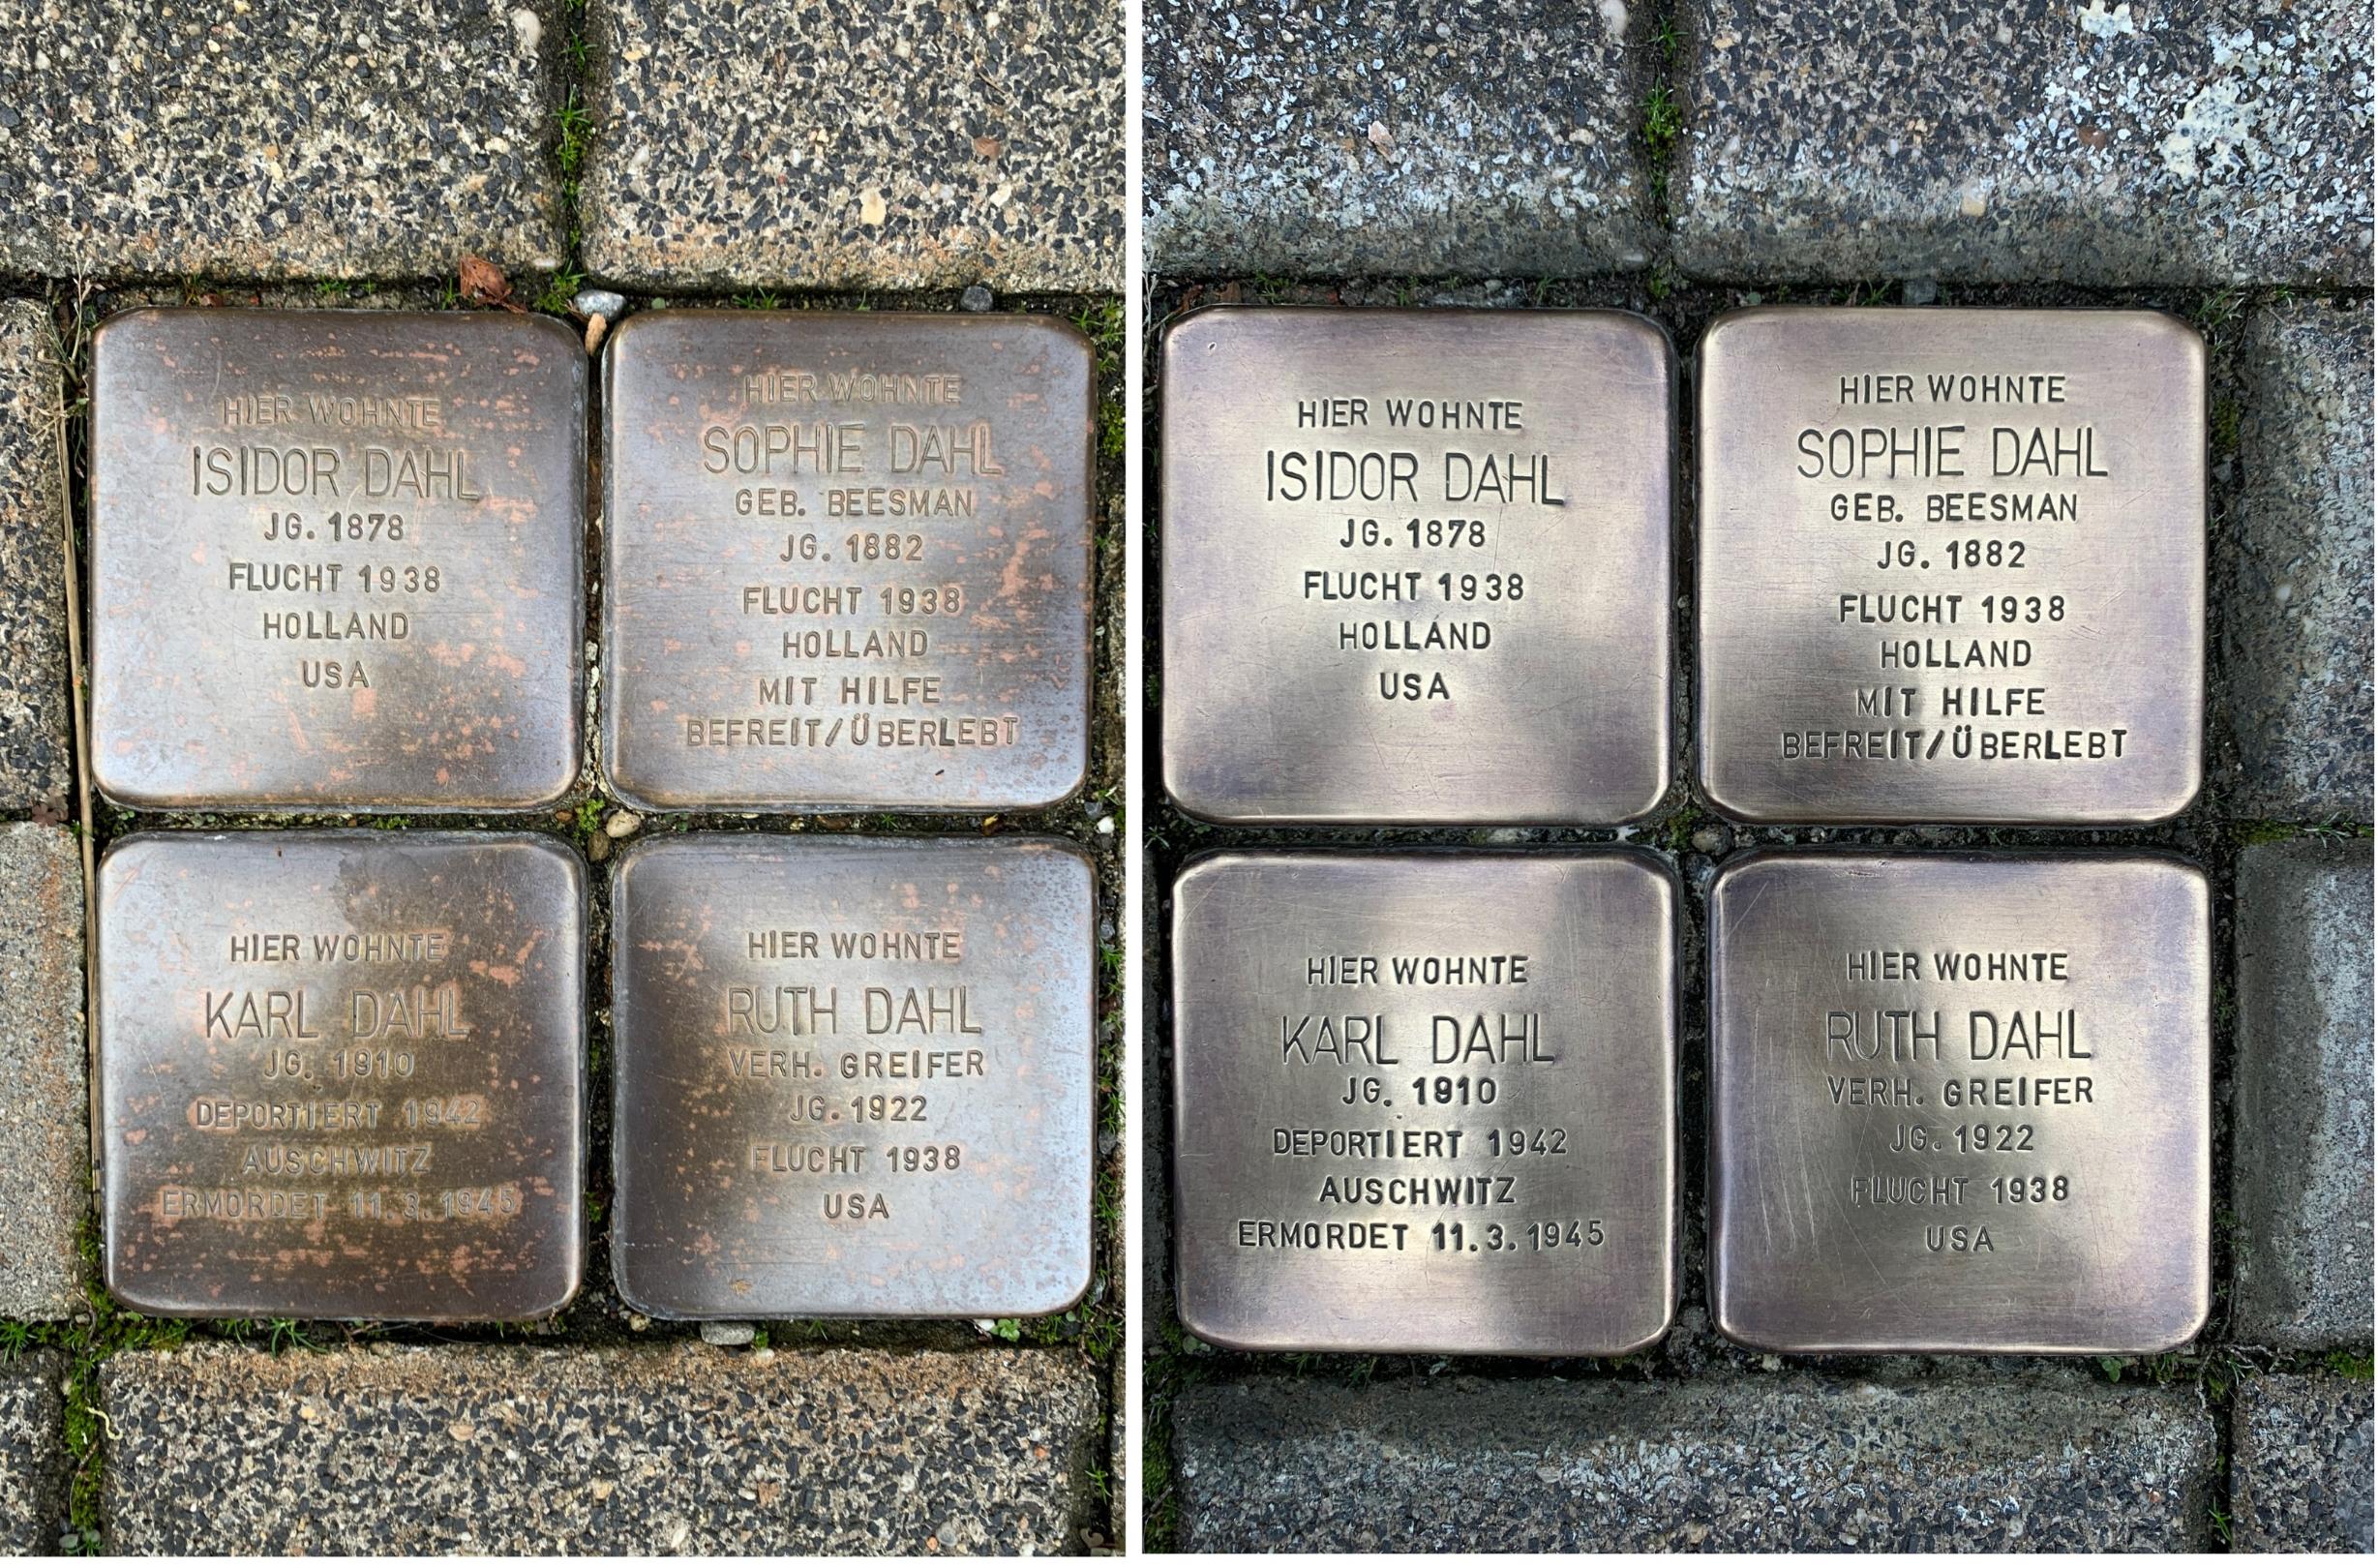 HIER WOHNTE
ISIDOR DAHL
JG. 1878
FLUCHT 1938
HOLLAND
USA
HIER WOHNTE
SOPHIE DAHL
GEB. BEESMAN
JG. 1882
FLUCHT 1938
HOLLAND
MIT HILFE
BEFREIT/ÜBERLEBT
HIER WOHNTE
KARL DAHL
JG. 1910
DEPORTIERT 1942
AUSCHWITZ
ERMORDET 11.3.1945
HIER WOHNTE
RUTH DAHL
VERH. GREIFER
JG. 1922
FLUCHT 1938
USA
HIER WOHNTE
ISIDOR DAHL
JG. 1878
FLUCHT 1938
HOLLAND
USA
HIER WOHNTE
SOPHIE DAHL
GEB. BEESMAN
JG. 1882
FLUCHT 1938
HOLLAND
MIT HILFE
BEFREIT/ÜBERLEBT
HIER WOHNTE
KARL DAHL
JG. 1910
DEPORTIERT 1942
AUSCHWITZ
ERMORDET 11.3.1945
HIER WOHNTE
RUTH DAHL
VERH. GREIFER
JG. 1922
FLUCHT 1938
USA